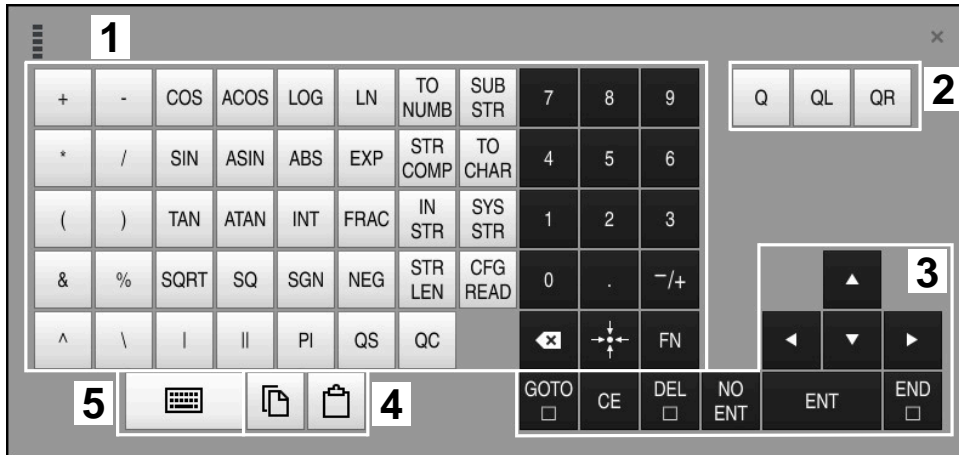 1
×
+ - COS ACOS LOG LN TO NUMB SUB STR 7 8 9 Q QL QR 2
* / SIN ASIN ABS EXP STR COMP TO CHAR 4 5 6
( ) TAN ATAN INT FRAC IN STR SYS STR 1 2 3
& % SQRT SQ SGN NEG STR LEN CFG READ 0 . −/+ 3
^ \ | || PI QS QC FN
5 4 GOTO □ CE DEL □ NO ENT ENT END □